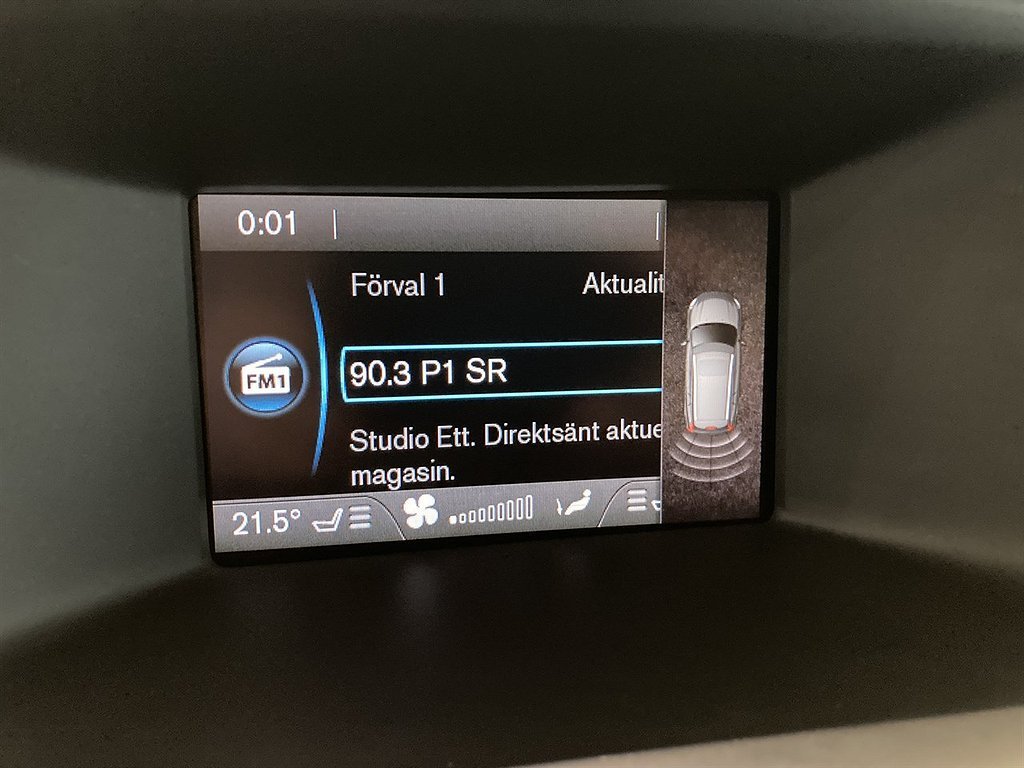 0:01
Förval 1 Aktualit
FM1
90.3 P1 SR
Studio Ett. Direktsänt aktue
magasin.
21.5°